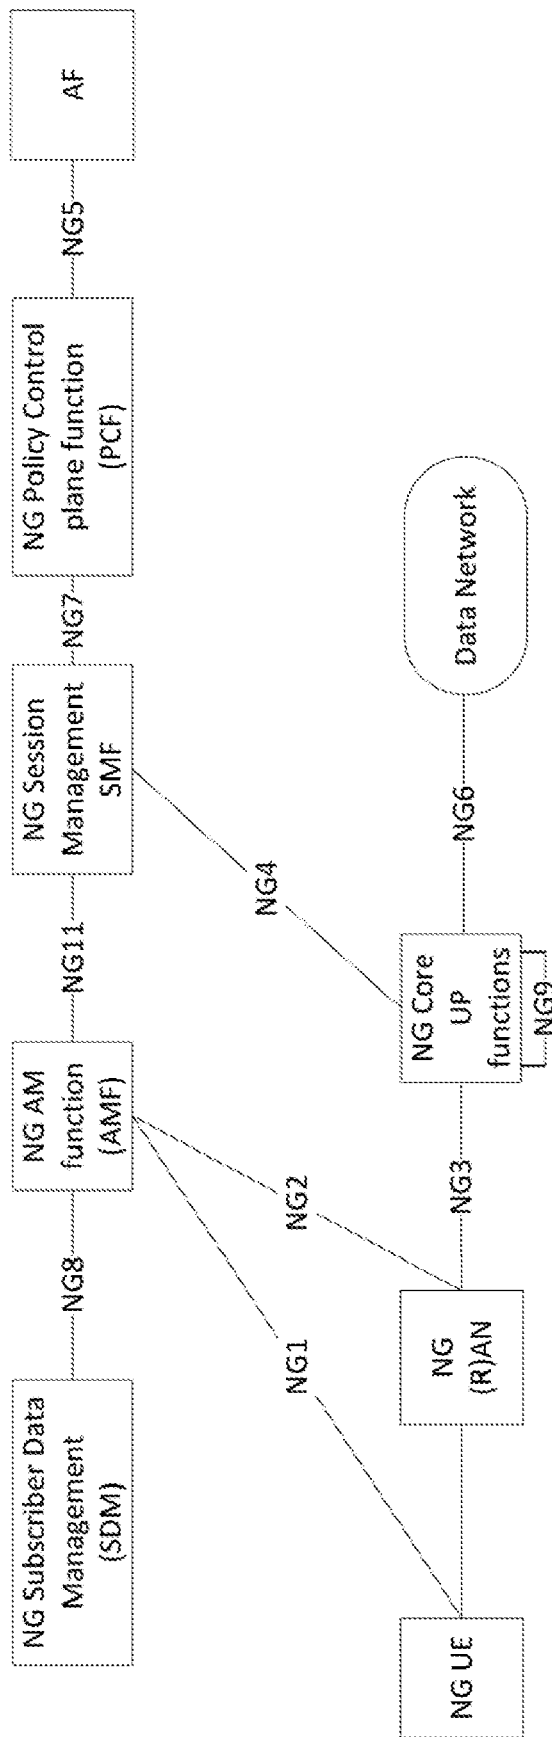 NG Subscriber Data
Management
(SDM)
NG8
NG AM
function
(AMF)
NG11
NG Session
Management
SMF
NG7
NG Policy Control
plane function
(PCF)
NG5
AF
NG1
NG2
NG4
NG UE
NG
(R)AN
NG3
NG Core
UP
functions
NG9
NG6
Data Network